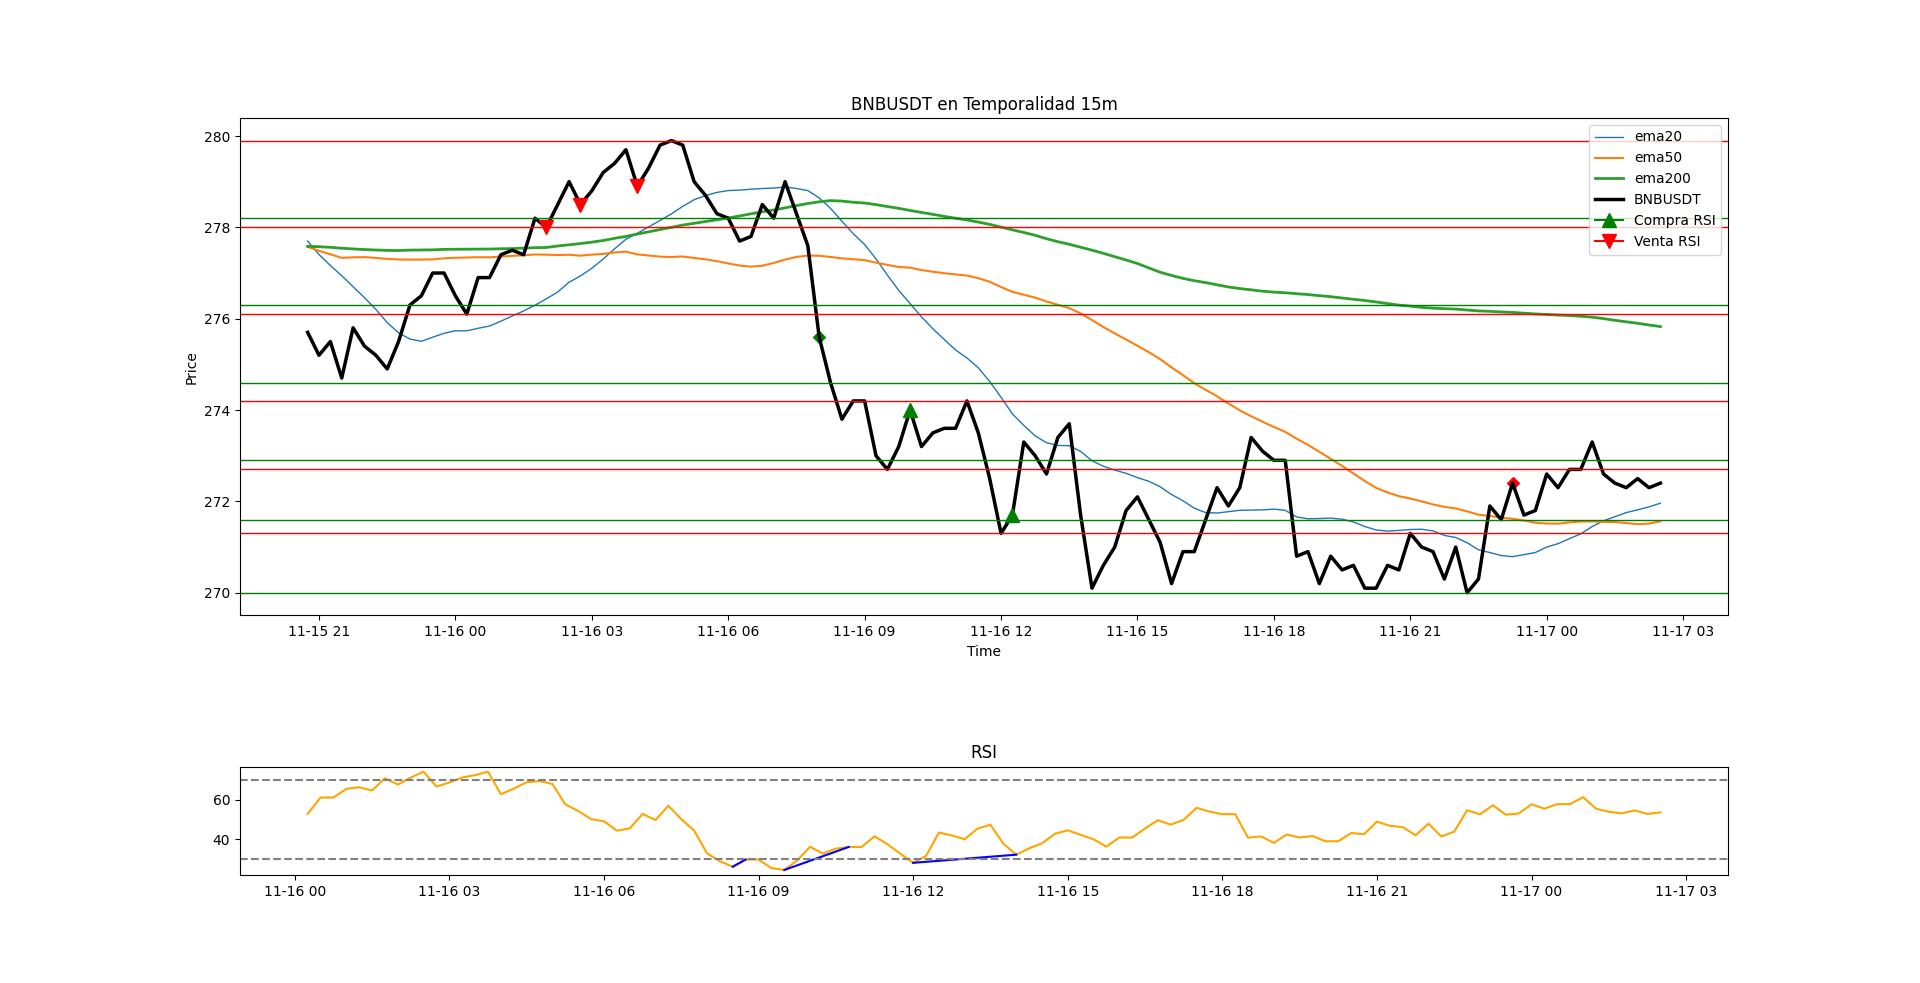 BNBUSDT en Temporalidad 15m
280
278
276
274
272
270
Price
ema20
ema50
ema200
BNBUSDT
Compra RSI
Venta RSI
11-15 21 11-16 00 11-16 03 11-16 06 11-16 09 11-16 12 11-16 15 11-16 18 11-16 21 11-17 00 11-17 03
Time
RSI
60
40
11-16 00 11-16 03 11-16 06 11-16 09 11-16 12 11-16 15 11-16 18 11-16 21 11-17 00 11-17 03